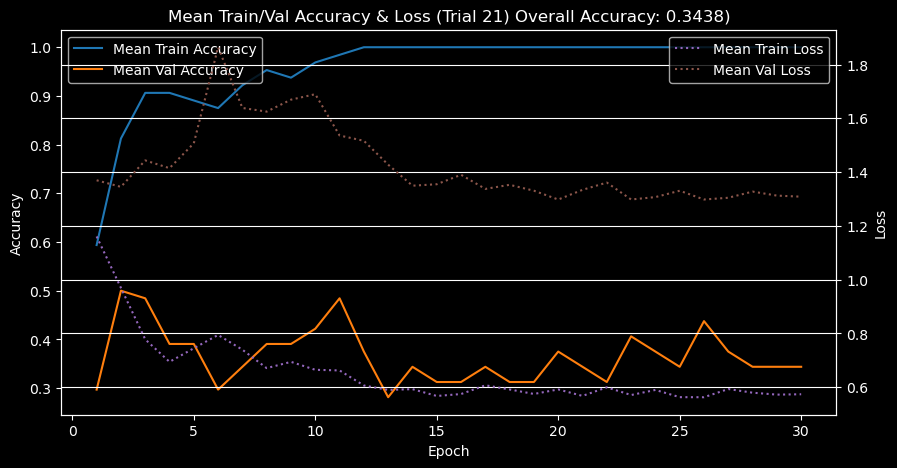 Mean Train/Val Accuracy & Loss (Trial 21) Overall Accuracy: 0.3438)
Mean Train Accuracy
Mean Val Accuracy
Mean Train Loss
Mean Val Loss
1.0
0.9
0.8
0.7
0.6
0.5
0.4
0.3
Accuracy
1.8
1.6
1.4
1.2
1.0
0.8
0.6
Loss
0 5 10 15 20 25 30
Epoch